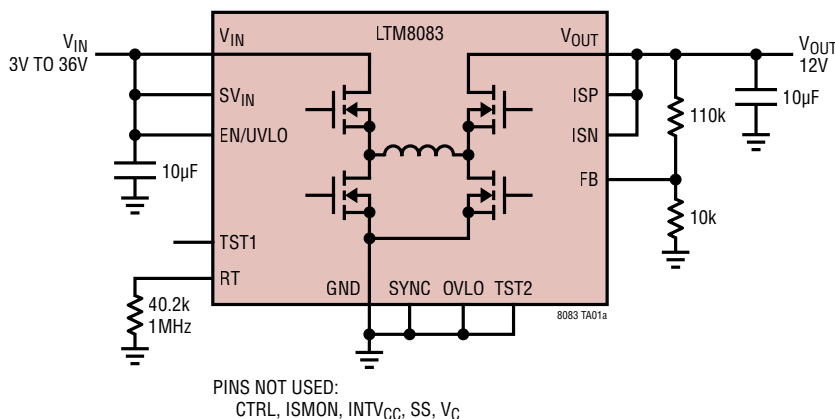 LTM8083
VIN
3V TO 36V
VIN
VOUT
VOUT
12V
SVIN
ISP
EN/UVLO
ISN
110k
10µF
10µF
FB
10k
TST1
RT
40.2k
1MHz
GND
SYNC
OVLO
TST2
8083 TA01a
PINS NOT USED:
CTRL, ISMON, INTVCC, SS, VC